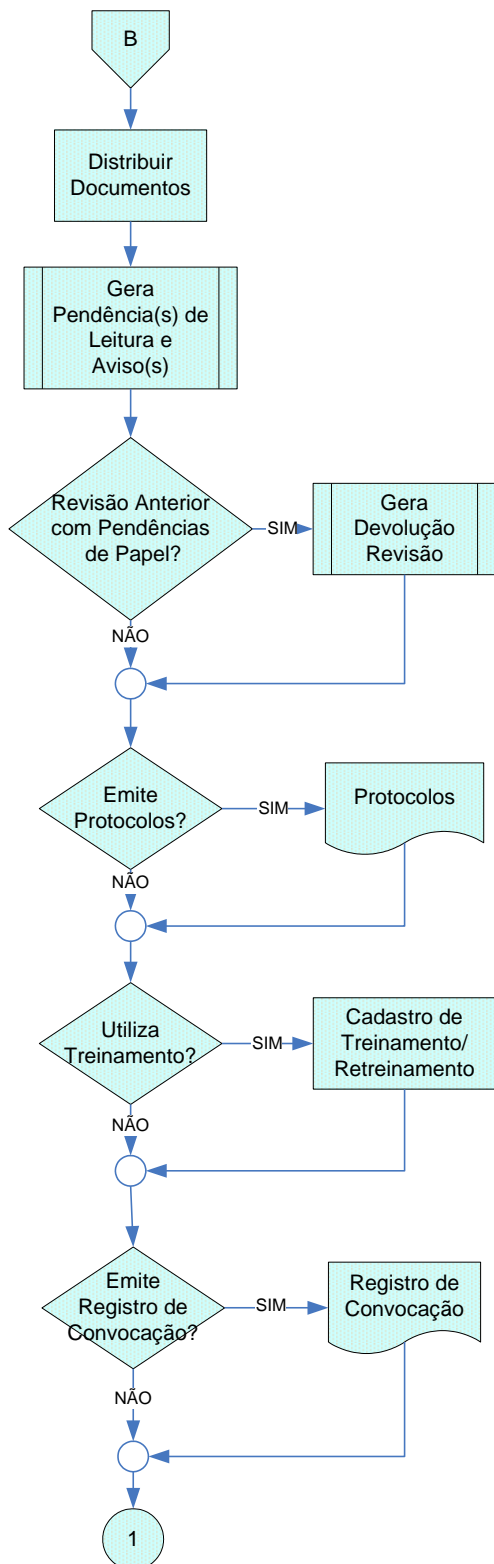 B
Distribuir
Documentos
Gera
Pendência(s) de
Leitura e
Aviso(s)
Revisão Anterior
com Pendências
de Papel?
SIM
Gera
Devolução
Revisão
NÃO
Emite
Protocolos?
SIM
Protocolos
NÃO
Utiliza
Treinamento?
SIM
Cadastro de
Treinamento/
Retreinamento
NÃO
Emite
Registro de
Convocação?
SIM
Registro de
Convocação
NÃO
1